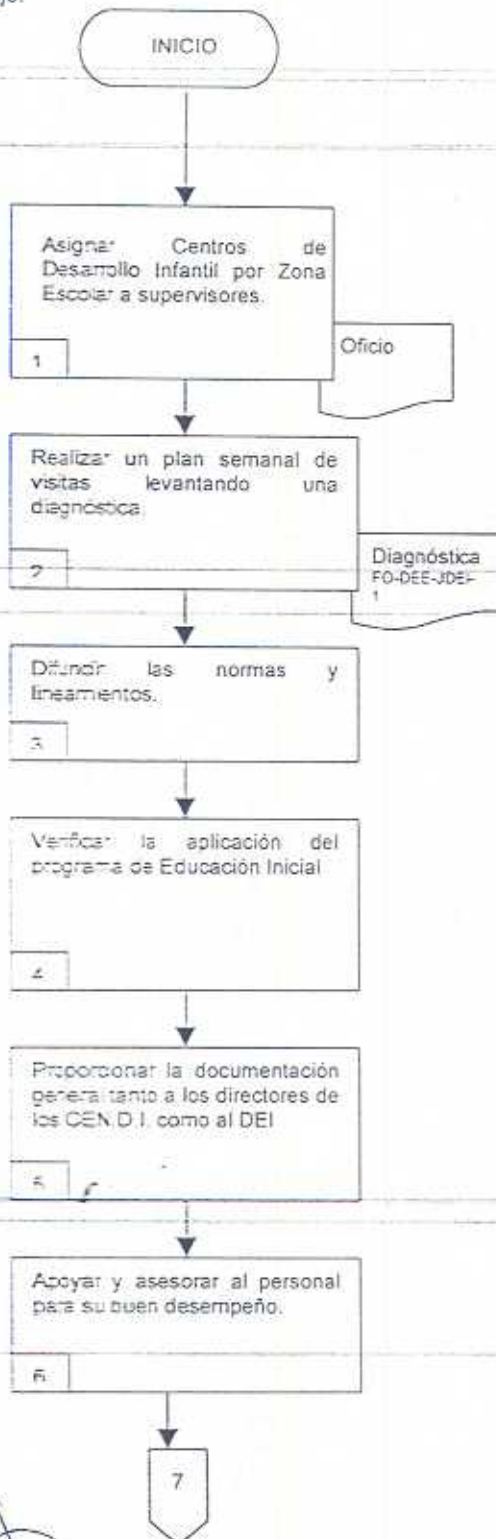 INICIO
Asignar Centros de
Desarrollo Infantil por Zona
Escolar a supervisores.
1
Oficio
Realizar un plan semanal de
visitas levantando una
diagnóstica.
2
Diagnóstica
FO-DEE-JDEI-
1
Difundir las normas y
lineamientos.
3
Verificar la aplicación del
programa de Educación Inicial
4
Proporcionar la documentación
general tanto a los directores de
los CEN.D.I. como al DEI
5
Apoyar y asesorar al personal
para su buen desempeño.
6
7